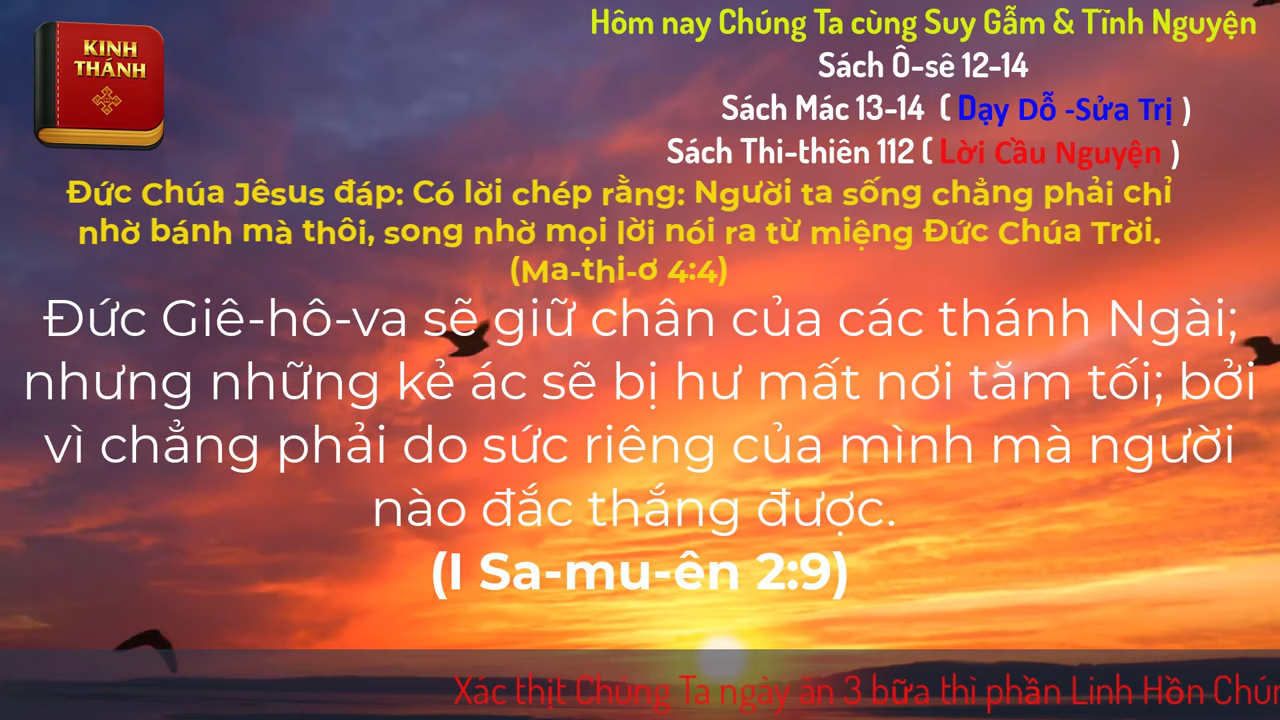 KINH
THÁNH
Hôm nay Chúng Ta cùng Suy Gẫm & Tĩnh Nguyện
Sách Ô-sê 12-14
Sách Mác 13-14 ( Dạy Dỗ -Sửa Trị )
Sách Thi-thiên 112 ( Lời Cầu Nguyện )
Đức Chúa Jêsus đáp: Có lời chép rằng: Người ta sống chẳng phải chỉ
nhờ bánh mà thôi, song nhờ mọi lời nói ra từ miệng Đức Chúa Trời.
(Ma-thi-ơ 4:4)
Đức Giê-hô-va sẽ giữ chân của các thánh Ngài;
nhưng những kẻ ác sẽ bị hư mất nơi tăm tối; bởi
vì chẳng phải do sức riêng của mình mà người
nào đắc thắng được.
(I Sa-mu-ên 2:9)
Xác thịt Chúng Ta ngày ăn 3 bữa thì phần Linh Hồn